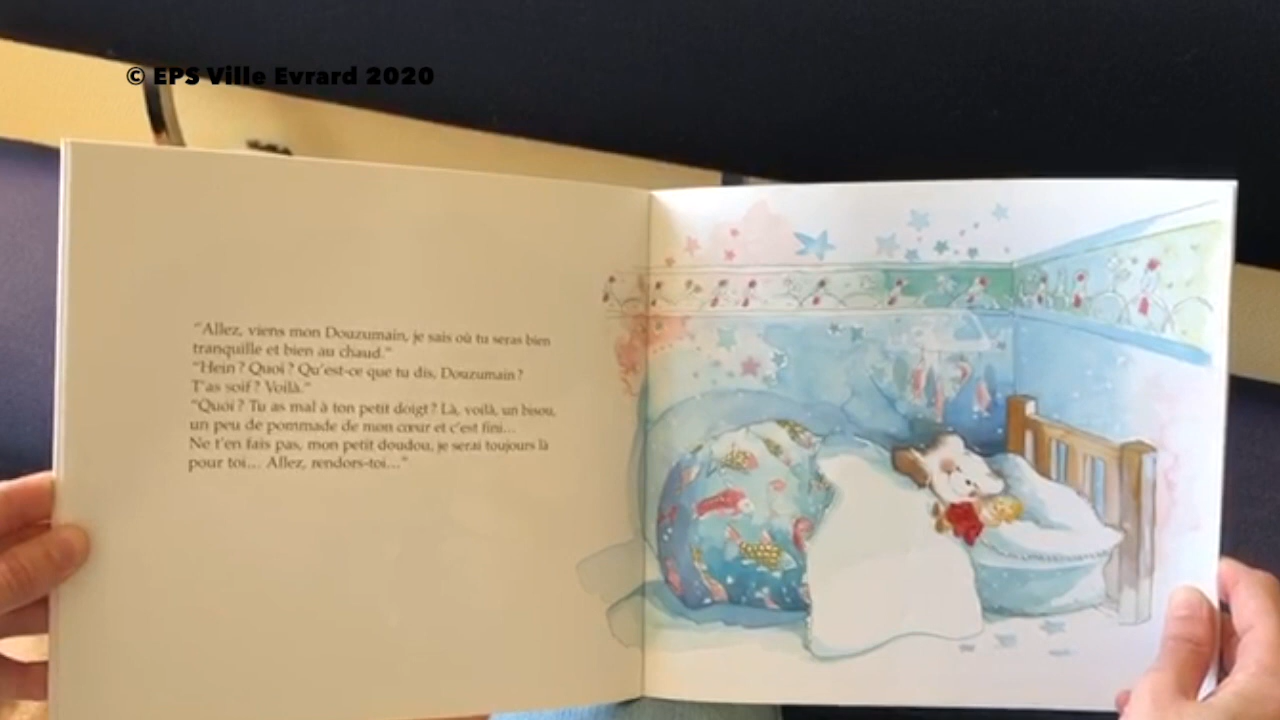 © EPS Ville Evrard 2020
"Allez, viens mon Douzumain, je sais où tu seras bien
tranquille et bien au chaud."
"Hein ? Quoi ? Qu'est-ce que tu dis, Douzumain ?
T'as soif ? Voilà."
"Quoi ? Tu as mal à ton petit doigt ? Là, voilà, un bisou,
un peu de pommade de mon cœur et c'est fini...
Ne t'en fais pas, mon petit doudou, je serai toujours là
pour toi... Allez, rendors-toi..."